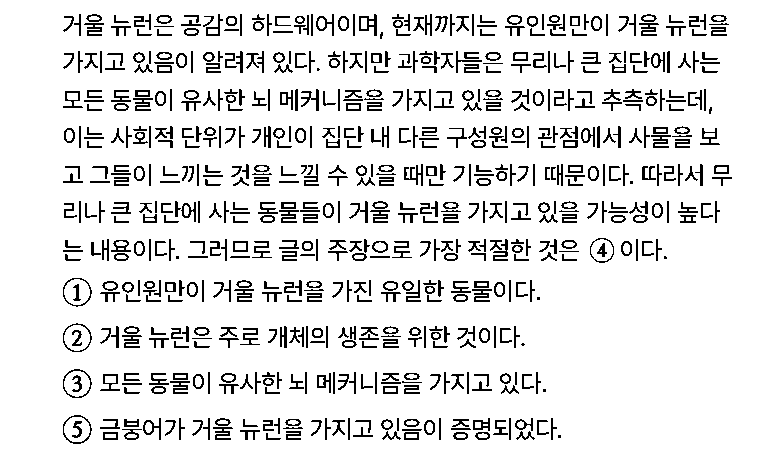 거울 뉴런은 공감의 하드웨어이며, 현재까지는 유인원만이 거울 뉴런을
가지고 있음이 알려져 있다. 하지만 과학자들은 무리나 큰 집단에 사는
모든 동물이 유사한 뇌 메커니즘을 가지고 있을 것이라고 추측하는데,
이는 사회적 단위가 개인이 집단 내 다른 구성원의 관점에서 사물을 보
고 그들이 느끼는 것을 느낄 수 있을 때만 기능하기 때문이다. 따라서 무
리나 큰 집단에 사는 동물들이 거울 뉴런을 가지고 있을 가능성이 높다
는 내용이다. 그러므로 글의 주장으로 가장 적절한 것은 ④이다.
① 유인원만이 거울 뉴런을 가진 유일한 동물이다.
② 거울 뉴런은 주로 개체의 생존을 위한 것이다.
③ 모든 동물이 유사한 뇌 메커니즘을 가지고 있다.
⑤ 금붕어가 거울 뉴런을 가지고 있음이 증명되었다.